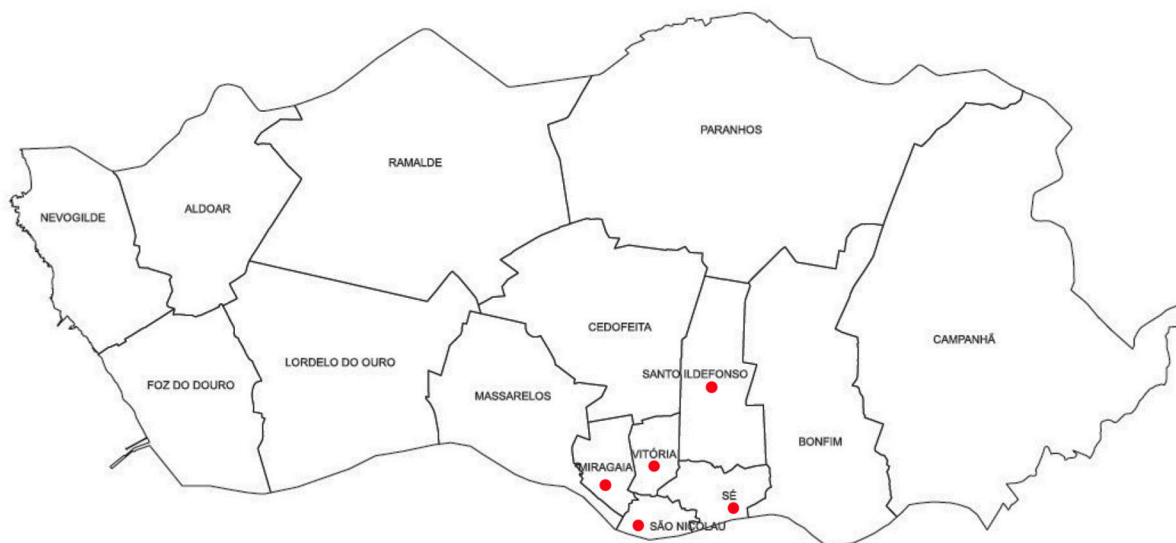 PARANHOS
RAMALDE
ALDOAR
NEVOGILDE
CEDOFEITA
CAMPANHÃ
LORDELO DO OURO
SANTO ILDEFONSO
FOZ DO DOURO
MASSARELOS
BONFIM
VITÓRIA
MIRAGAIA
SÉ
SÃO NICOLAU